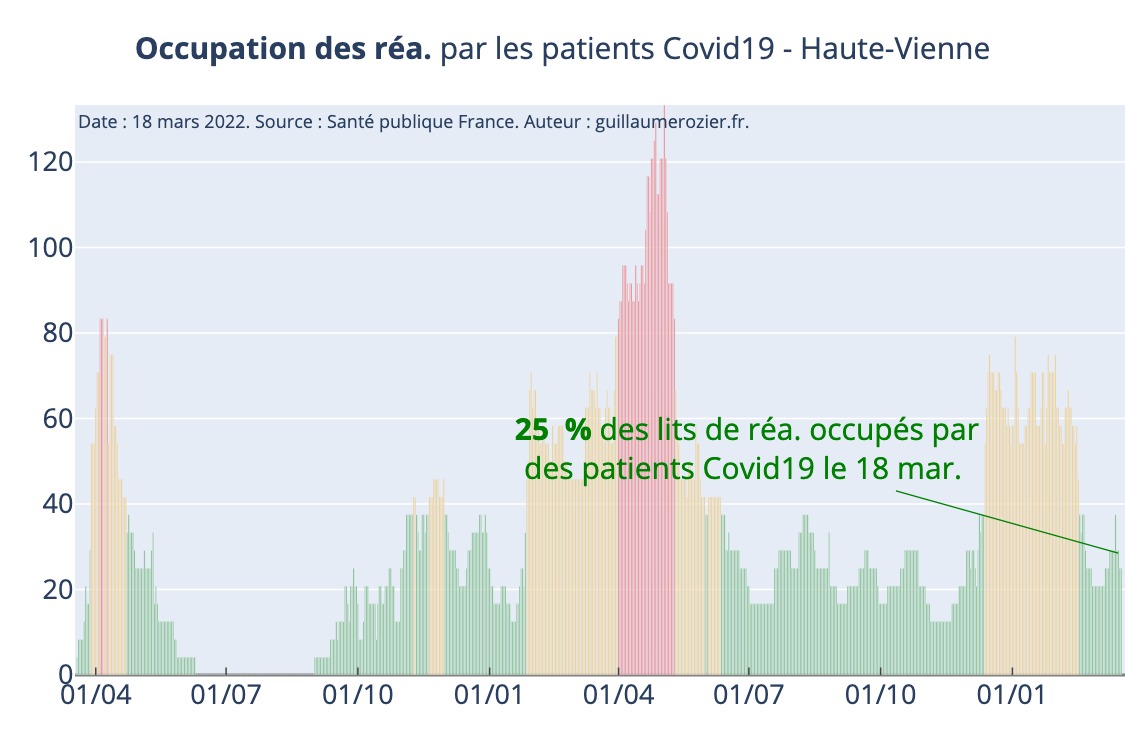 Occupation des réa. par les patients Covid19 - Haute-Vienne
Date : 18 mars 2022. Source : Santé publique France. Auteur : guillaumerozier.fr.
120
100
80
60
40
20
0
25 % des lits de réa. occupés par
des patients Covid19 le 18 mar.
01/04 01/07 01/10 01/01 01/04 01/07 01/10 01/01